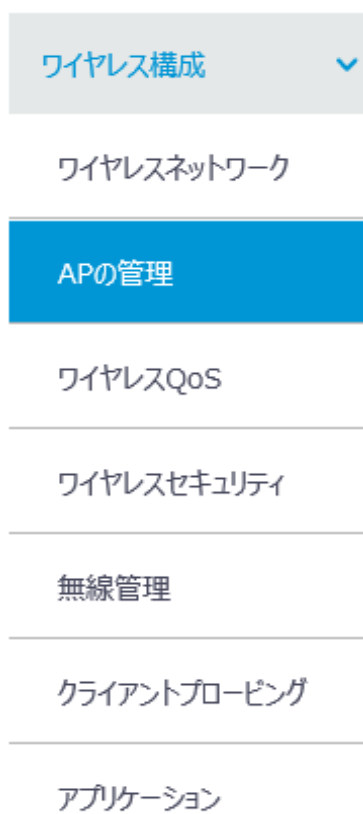 ワイヤレス構成
ワイヤレスネットワーク
APの管理
ワイヤレスQoS
ワイヤレスセキュリティ
無線管理
クライアントプロービング
アプリケーション